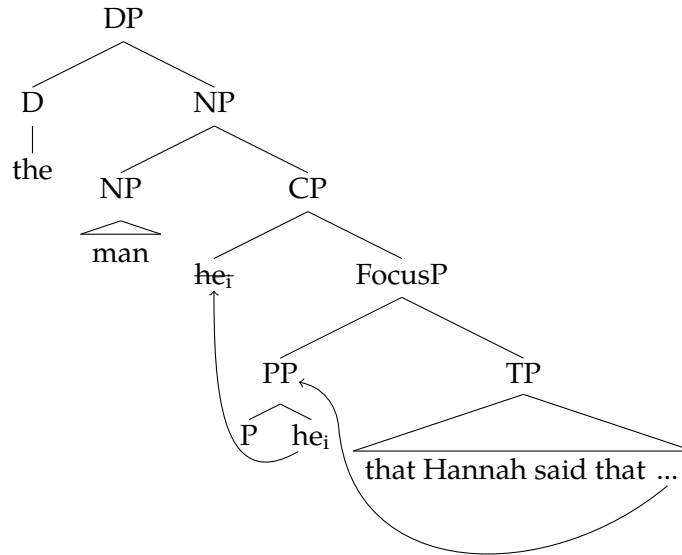 DP
D NP
the
NP CP
man
he_i FocusP
PP TP
P he_i
that Hannah said that ...